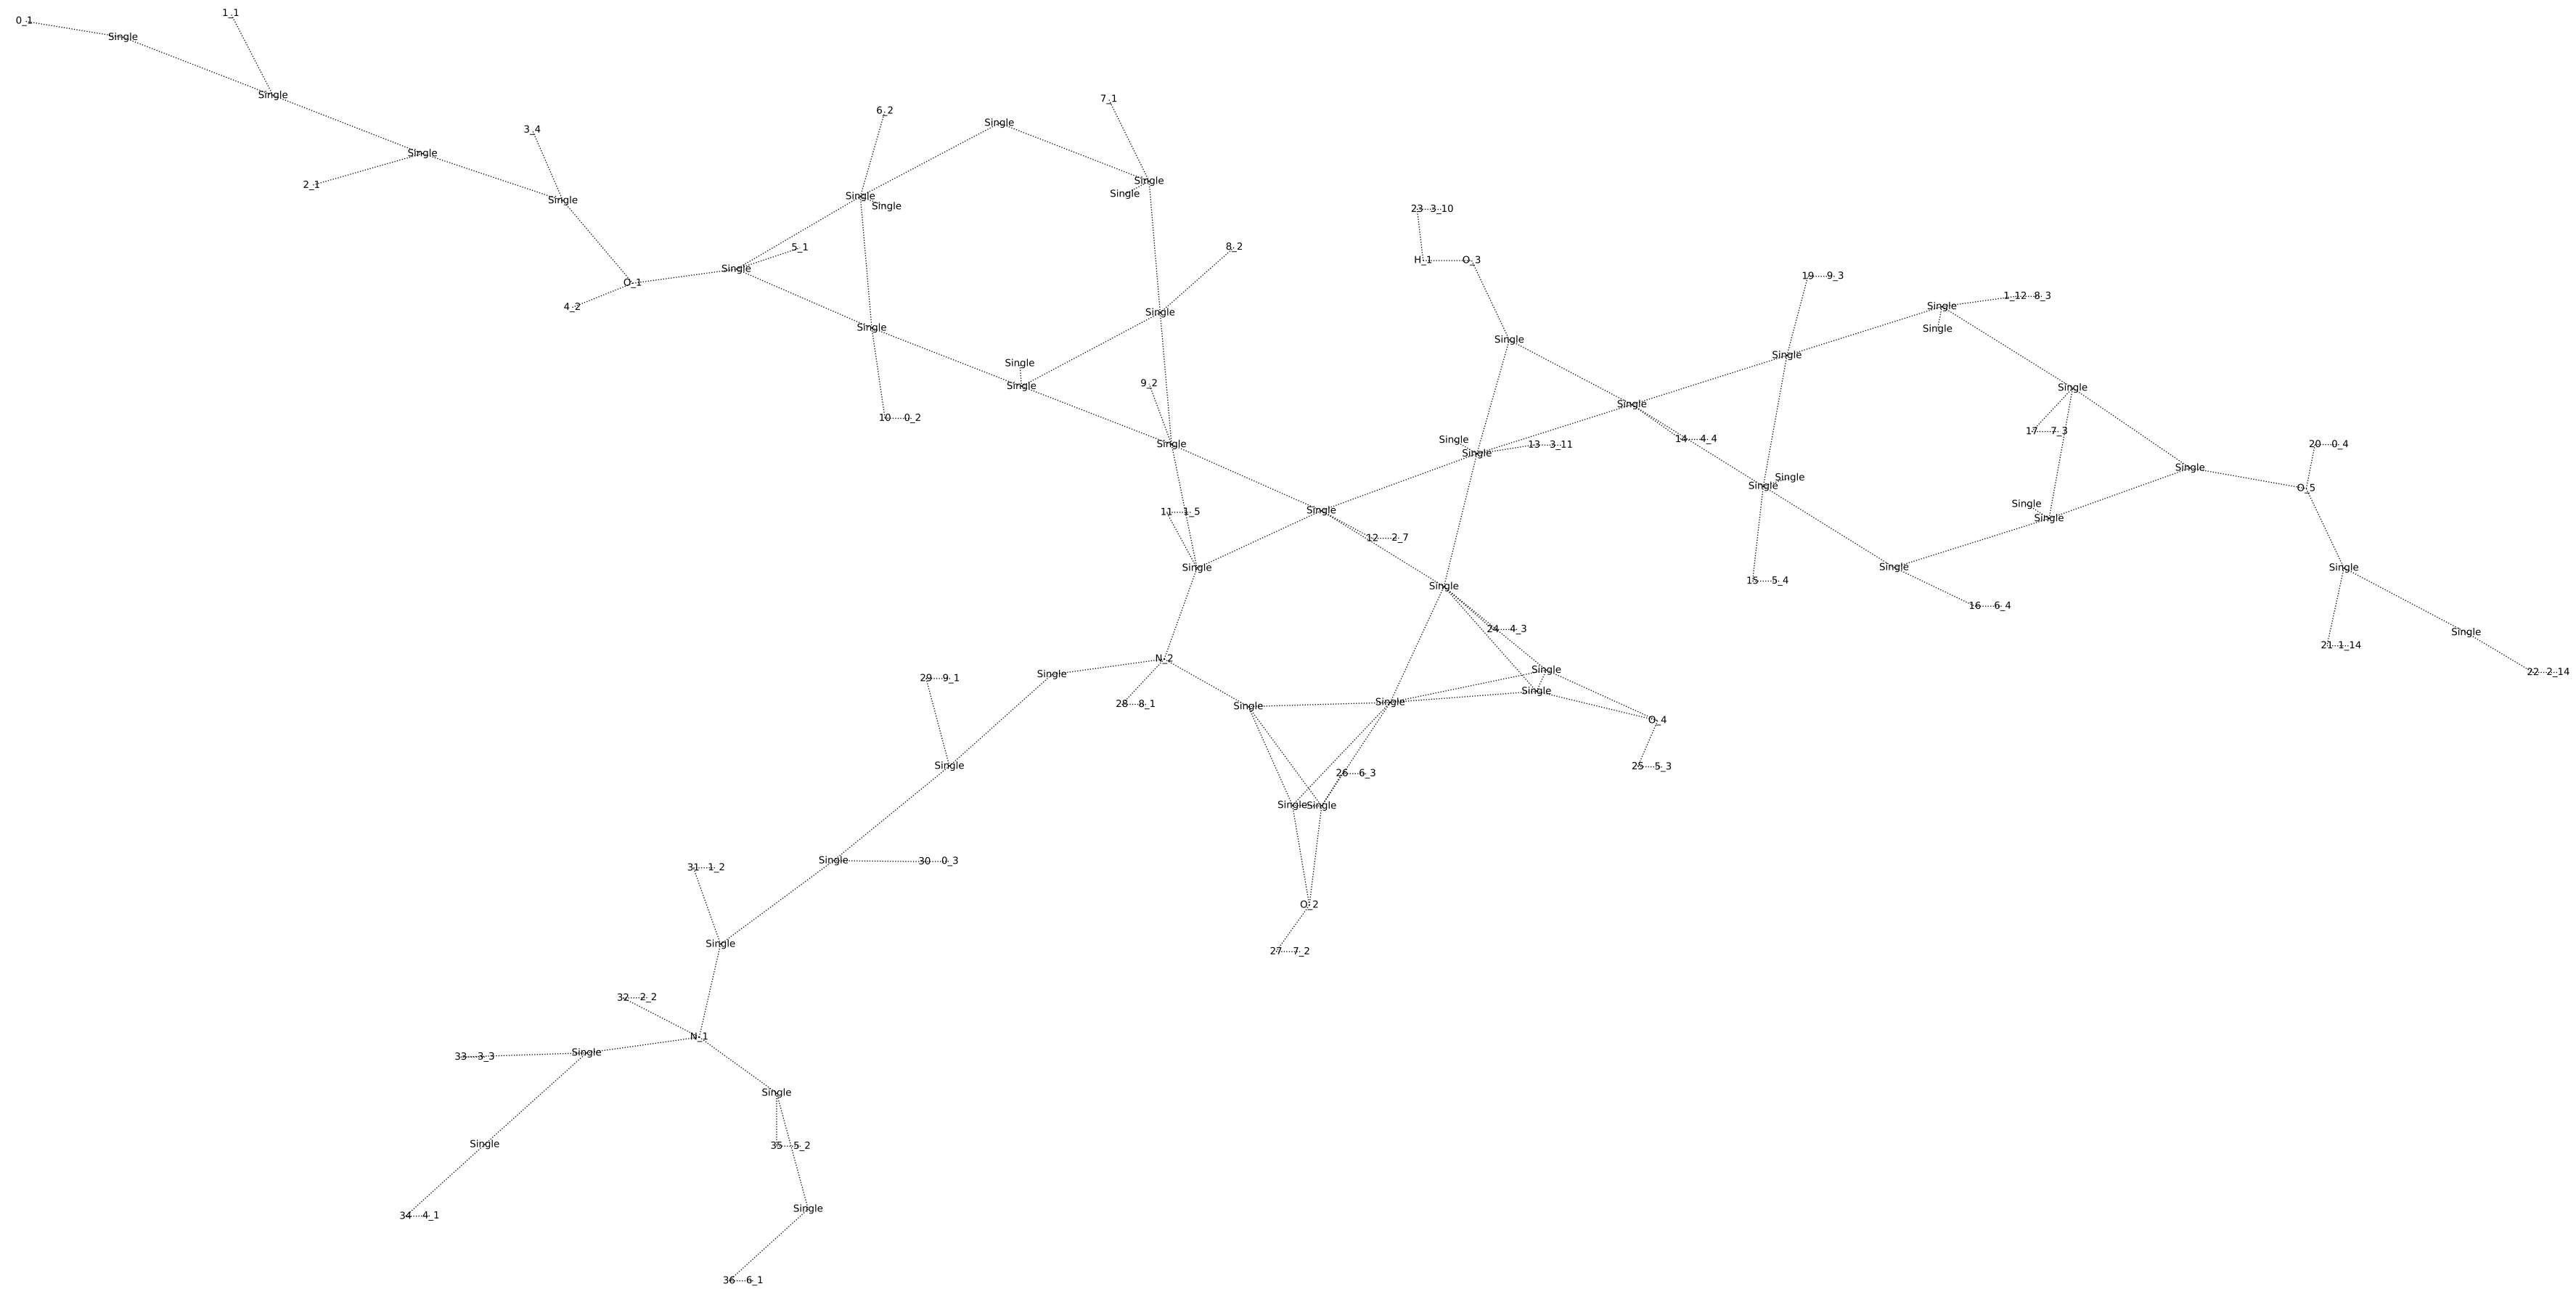 1_1
0_1
Single
Single
7_1
6_2
Single
3_4
Single
Single
2_1
Single
Single
Single
Single
Single
23 3_10
8_2
5_1
H_1 O_3
Single
19 9_3
O_1
1_12 8_3
4_2
Single
Single
Single
Single
Single
Single
Single
9_2
Single
Single
Single
10 0_2
17 7_3
14 4_4
Single
Single
13 3_11
20 0_4
Single
Single
Single
Single
O_5
Single
Single
11 1_5
Single
Single
12 2_7
Single
Single
Single
15 5_4
Single
16 6_4
24 4_3
Single
21 1_14
N_2
Single
22 2_14
Single
29 9_1
Single
28 8_1
Single
Single
O_4
Single
25 5_3
26 6_3
Single Single
Single
30 0_3
31 1_2
O_2
Single
27 7_2
32 2_2
N_1
Single
33 3_3
Single
Single
35 5_2
Single
34 4_1
36 6_1